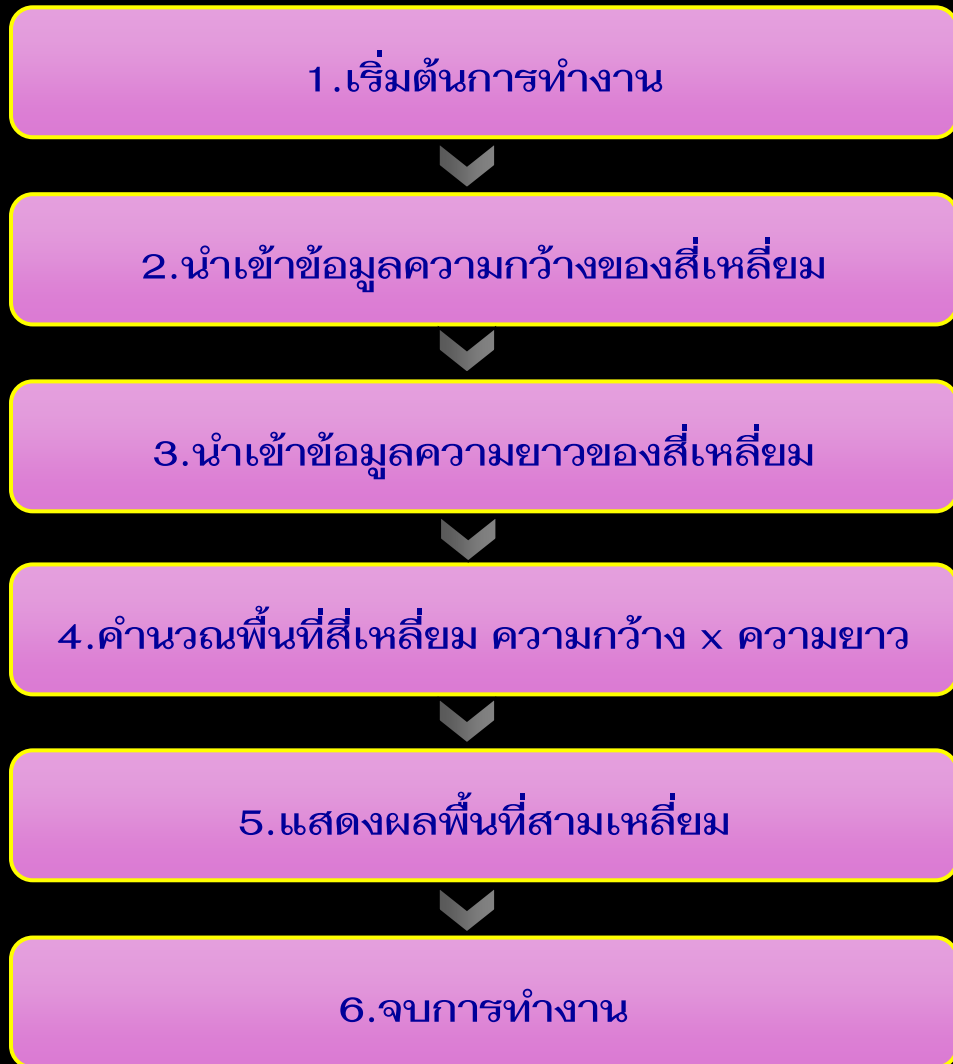 1.เริ่มต้นการทำงาน
2.นำเข้าข้อมูลความกว้างของสี่เหลี่ยม
3.นำเข้าข้อมูลความยาวของสี่เหลี่ยม
4.คำนวณพื้นที่สี่เหลี่ยม ความกว้าง x ความยาว
5.แสดงผลพื้นที่สามเหลี่ยม
6.จบการทำงาน